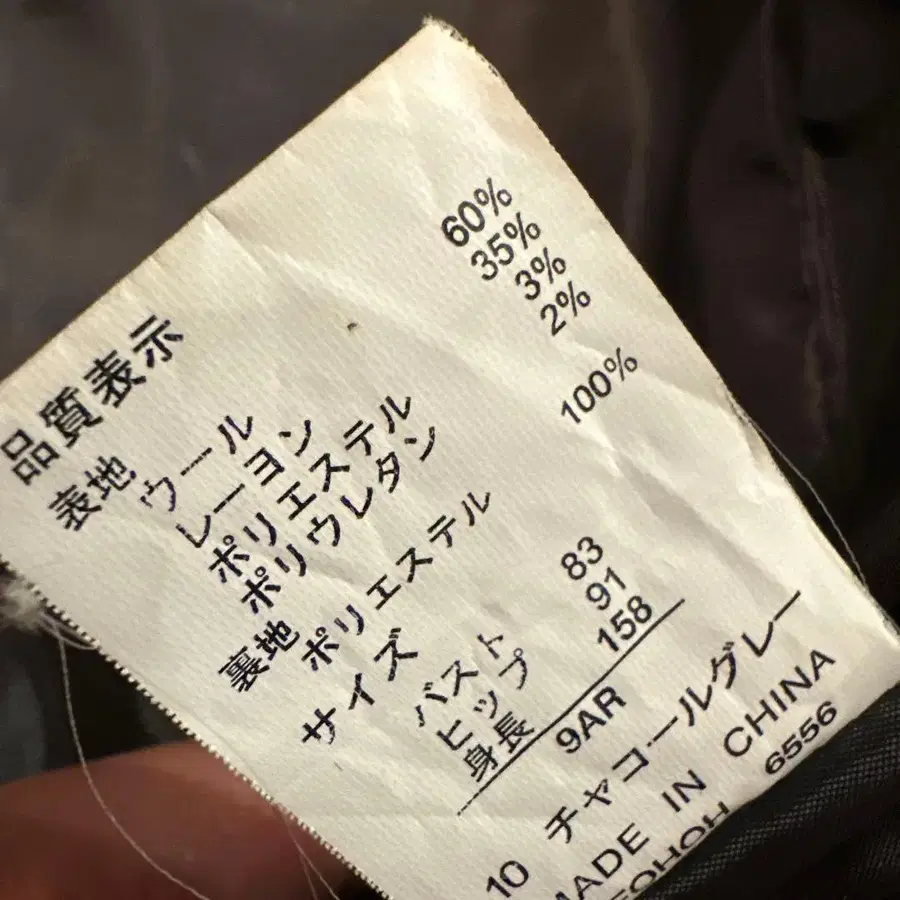 品質表示
表地
ウール 60%
レーヨン 35%
ポリエステル 3%
ポリウレタン 2%
裏地
ポリエステル 100%
サイズ
バスト 83
ヒップ 91
身長 158
9AR
10 チャコールグレー
MADE IN CHINA
6556